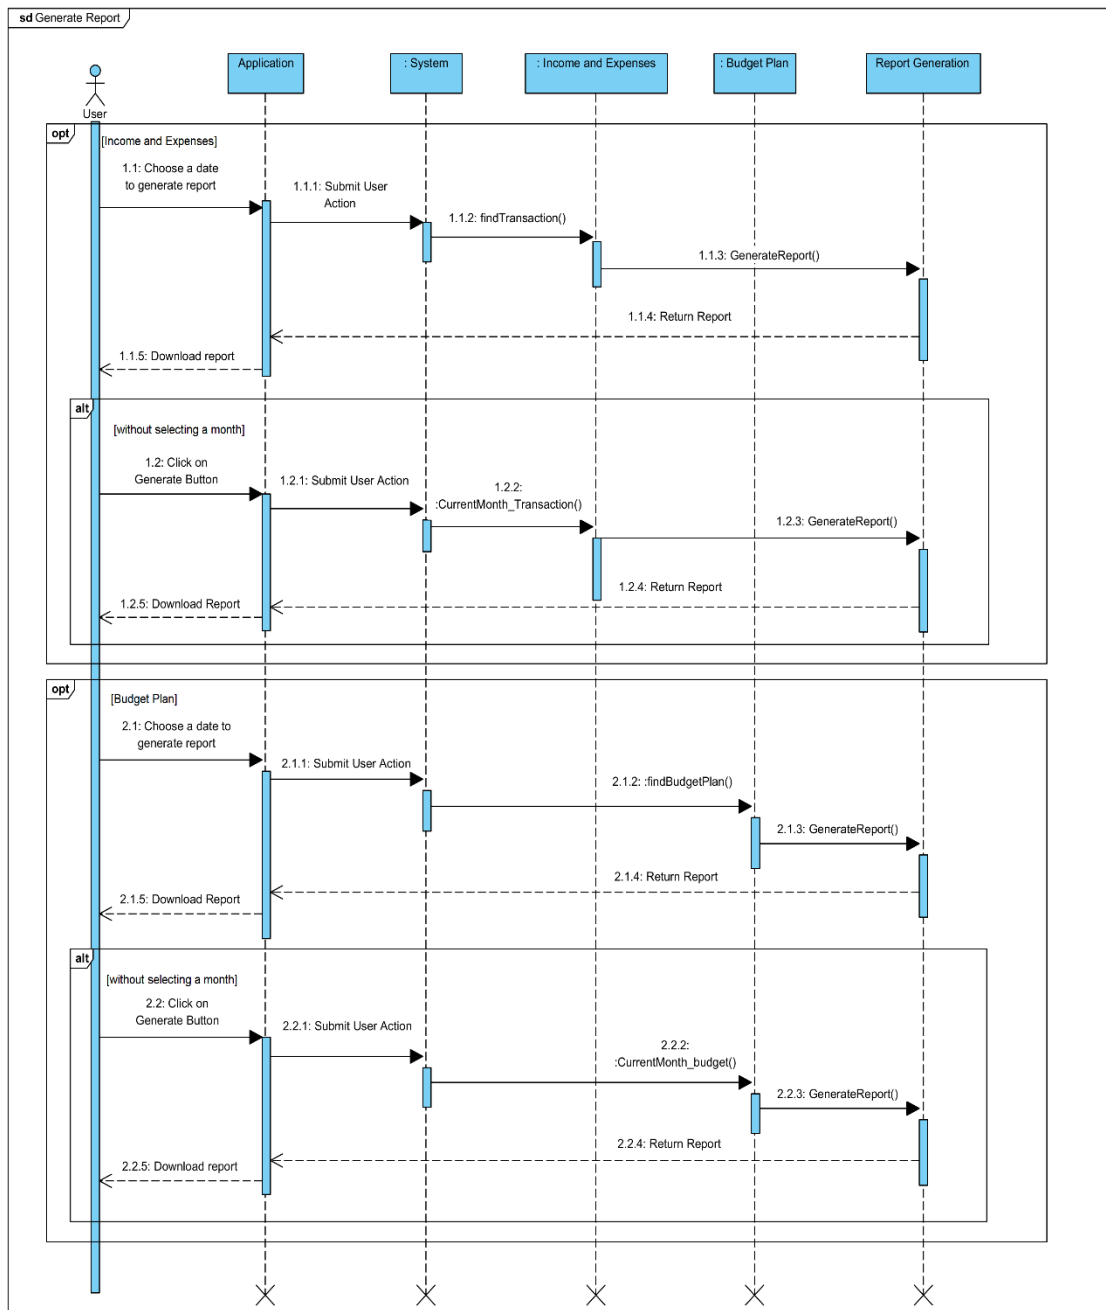 sd Generate Report
Application
: System
: Income and Expenses
: Budget Plan
Report Generation
User
opt
[Income and Expenses]
1.1: Choose a date
to generate report
1.1.1: Submit User
Action
1.1.2: findTransaction()
1.1.3: GenerateReport()
1.1.4: Return Report
1.1.5: Download report
alt
[without selecting a month]
1.2: Click on
Generate Button
1.2.1: Submit User Action
1.2.2:
:CurrentMonth_Transaction()
1.2.3: GenerateReport()
1.2.4: Return Report
1.2.5: Download Report
opt
[Budget Plan]
2.1: Choose a date to
generate report
2.1.1: Submit User Action
2.1.2: :findBudgetPlan()
2.1.3: GenerateReport()
2.1.4: Return Report
2.1.5: Download Report
alt
[without selecting a month]
2.2: Click on
Generate Button
2.2.1: Submit User Action
2.2.2:
:CurrentMonth_budget()
2.2.3: GenerateReport()
2.2.4: Return Report
2.2.5: Download report